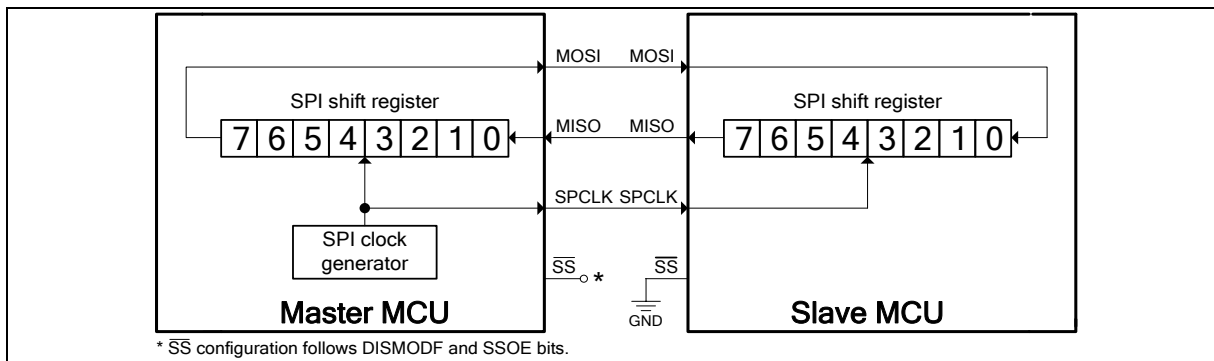 MOSI MOSI
SPI shift register SPI shift register
7 6 5 4 3 2 1 0 MISO MISO 7 6 5 4 3 2 1 0
SPCLK SPCLK
SPI clock
generator
SS * SS
GND
Master MCU Slave MCU
* SS configuration follows DISMODF and SSOE bits.